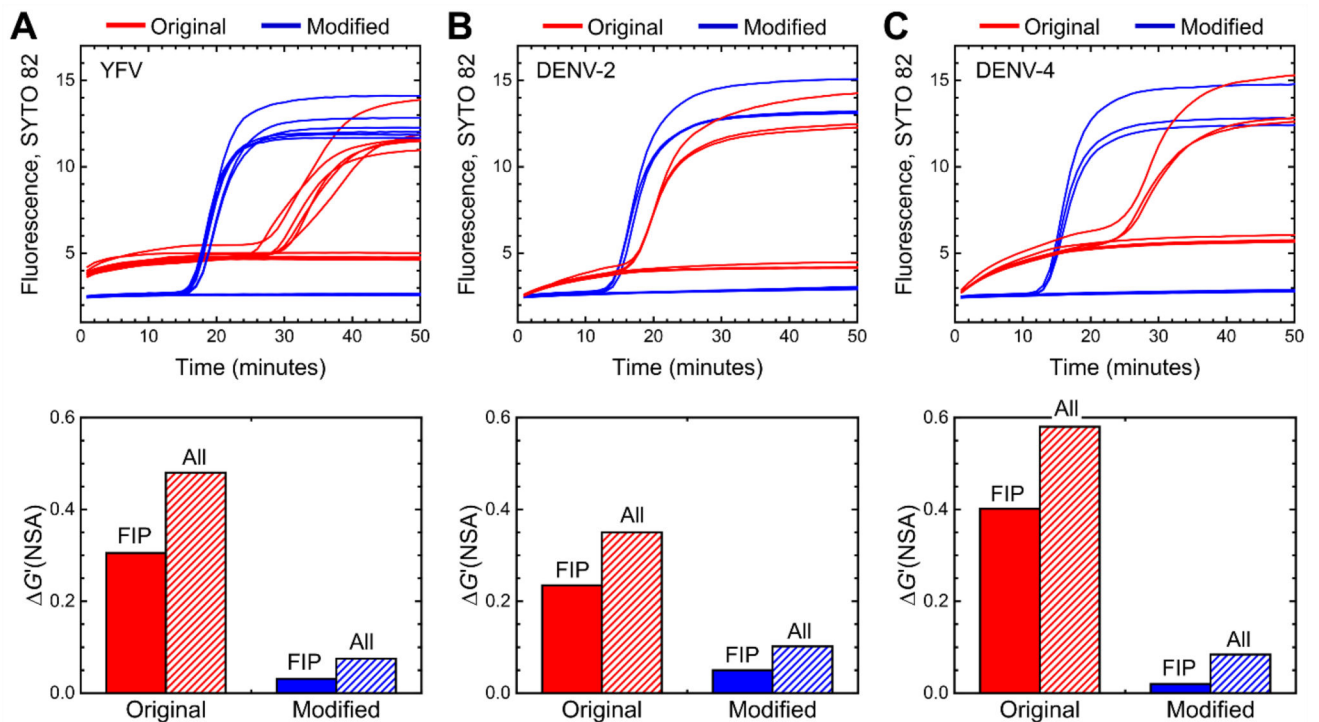 A
Original
Modified
YFV
Fluorescence, SYTO 82
15
10
5
0
10
20
30
40
50
Time (minutes)
B
Original
Modified
DENV-2
Fluorescence, SYTO 82
15
10
5
0
10
20
30
40
50
Time (minutes)
C
Original
Modified
DENV-4
Fluorescence, SYTO 82
15
10
5
0
10
20
30
40
50
Time (minutes)
ΔG'(NSA)
0.6
0.4
0.2
0.0
FIP
All
FIP
All
Original
Modified
ΔG'(NSA)
0.6
0.4
0.2
0.0
FIP
All
FIP
All
Original
Modified
ΔG'(NSA)
0.6
0.4
0.2
0.0
FIP
All
FIP
All
Original
Modified